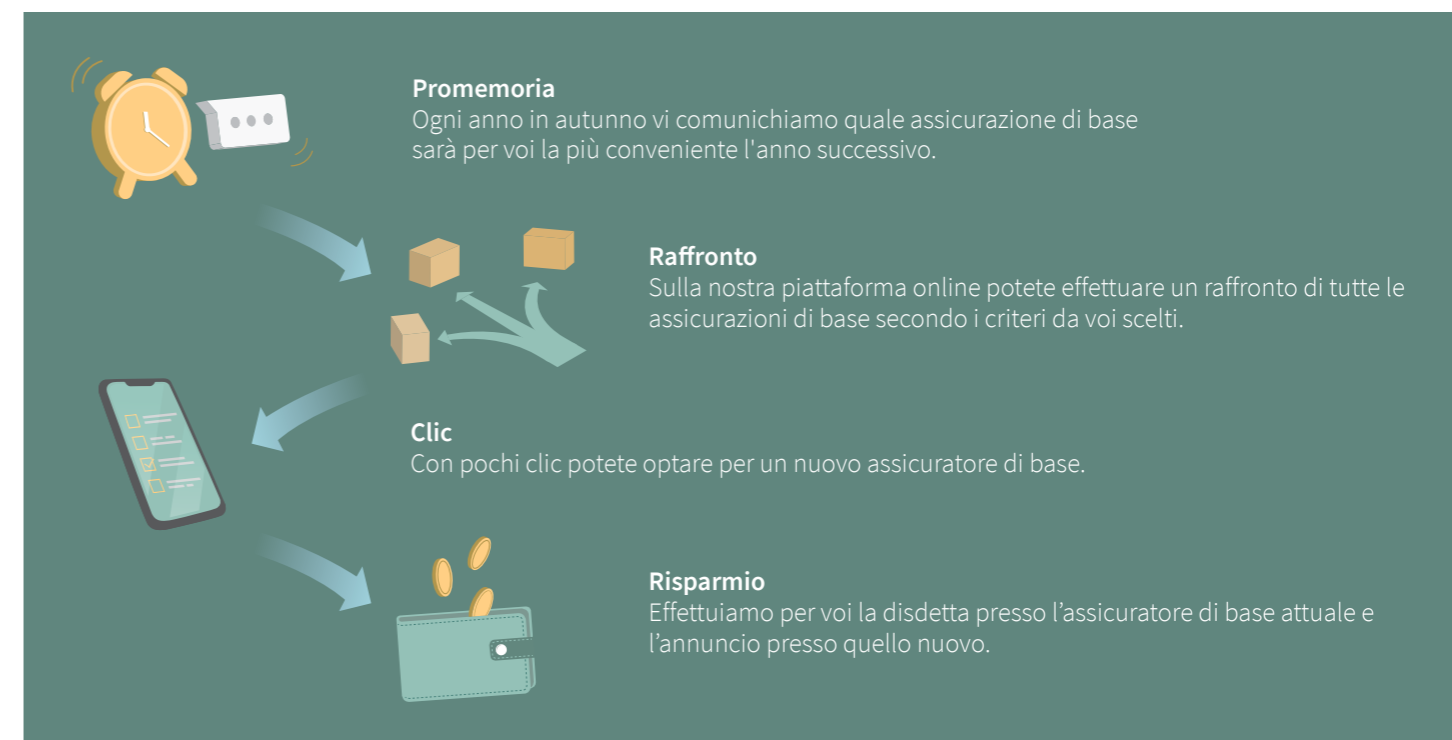 Promemoria
Ogni anno in autunno vi comunichiamo quale assicurazione di base
sarà per voi la più conveniente l'anno successivo.
Raffronto
Sulla nostra piattaforma online potete effettuare un raffronto di tutte le
assicurazioni di base secondo i criteri da voi scelti.
Clic
Con pochi clic potete optare per un nuovo assicuratore di base.
Risparmio
Effettuiamo per voi la disdetta presso l’assicuratore di base attuale e
l’annuncio presso quello nuovo.